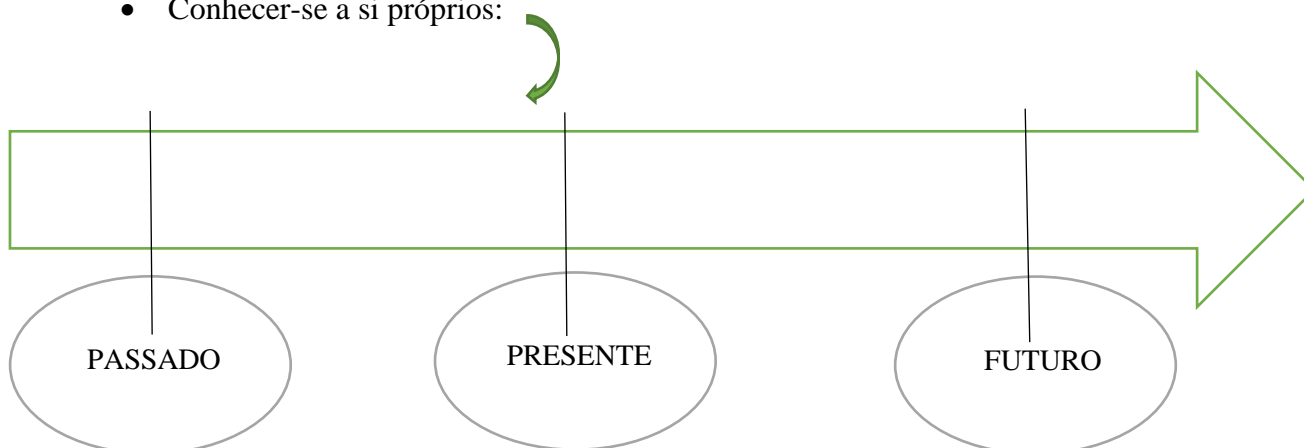 • Conhecer-se a si próprios:
PASSADO
PRESENTE
FUTURO